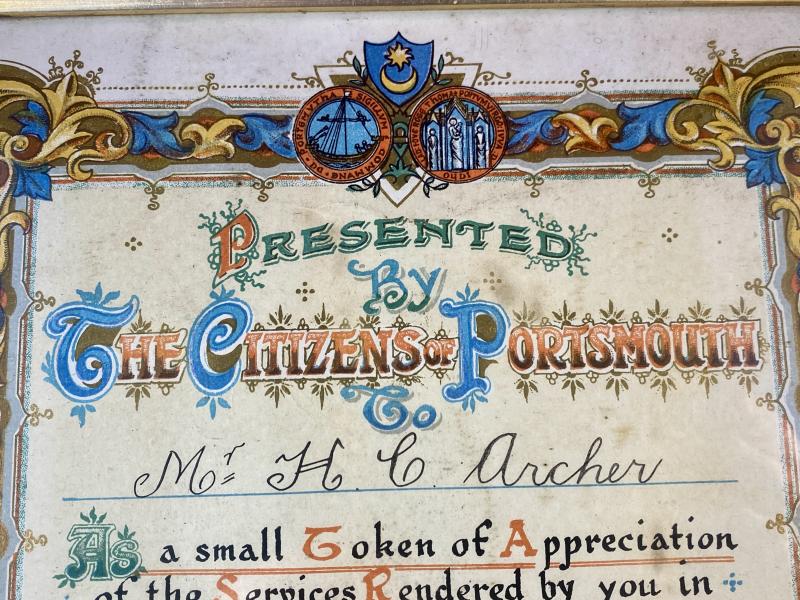 PRESENTED
By
THE CITIZENS OF PORTSMOUTH
To
Mr H. C. Archer
As a small Token of Appreciation
of the Services Rendered by you in